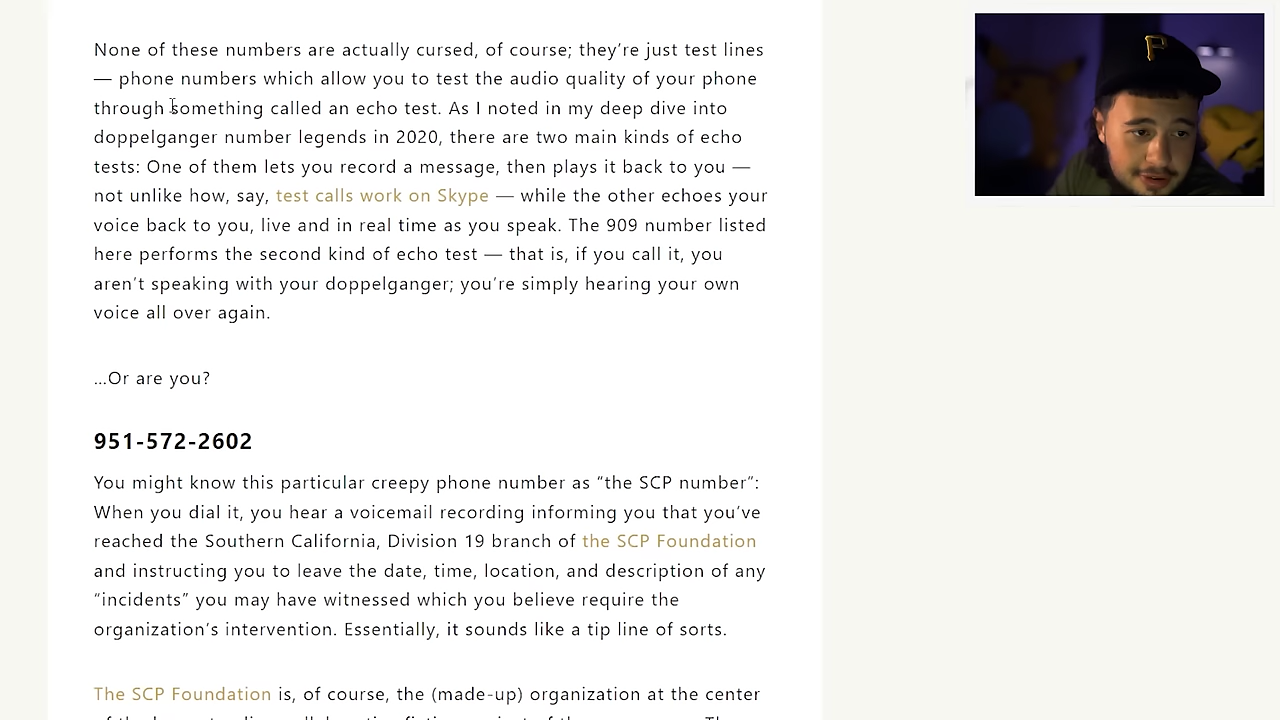 None of these numbers are actually cursed, of course; they’re just test lines
— phone numbers which allow you to test the audio quality of your phone
through something called an echo test. As I noted in my deep dive into
doppelganger number legends in 2020, there are two main kinds of echo
tests: One of them lets you record a message, then plays it back to you —
not unlike how, say, test calls work on Skype — while the other echoes your
voice back to you, live and in real time as you speak. The 909 number listed
here performs the second kind of echo test — that is, if you call it, you
aren’t speaking with your doppelganger; you’re simply hearing your own
voice all over again.
…Or are you?
951-572-2602
You might know this particular creepy phone number as “the SCP number”:
When you dial it, you hear a voicemail recording informing you that you’ve
reached the Southern California, Division 19 branch of the SCP Foundation
and instructing you to leave the date, time, location, and description of any
“incidents” you may have witnessed which you believe require the
organization’s intervention. Essentially, it sounds like a tip line of sorts.
The SCP Foundation is, of course, the (made-up) organization at the center
P